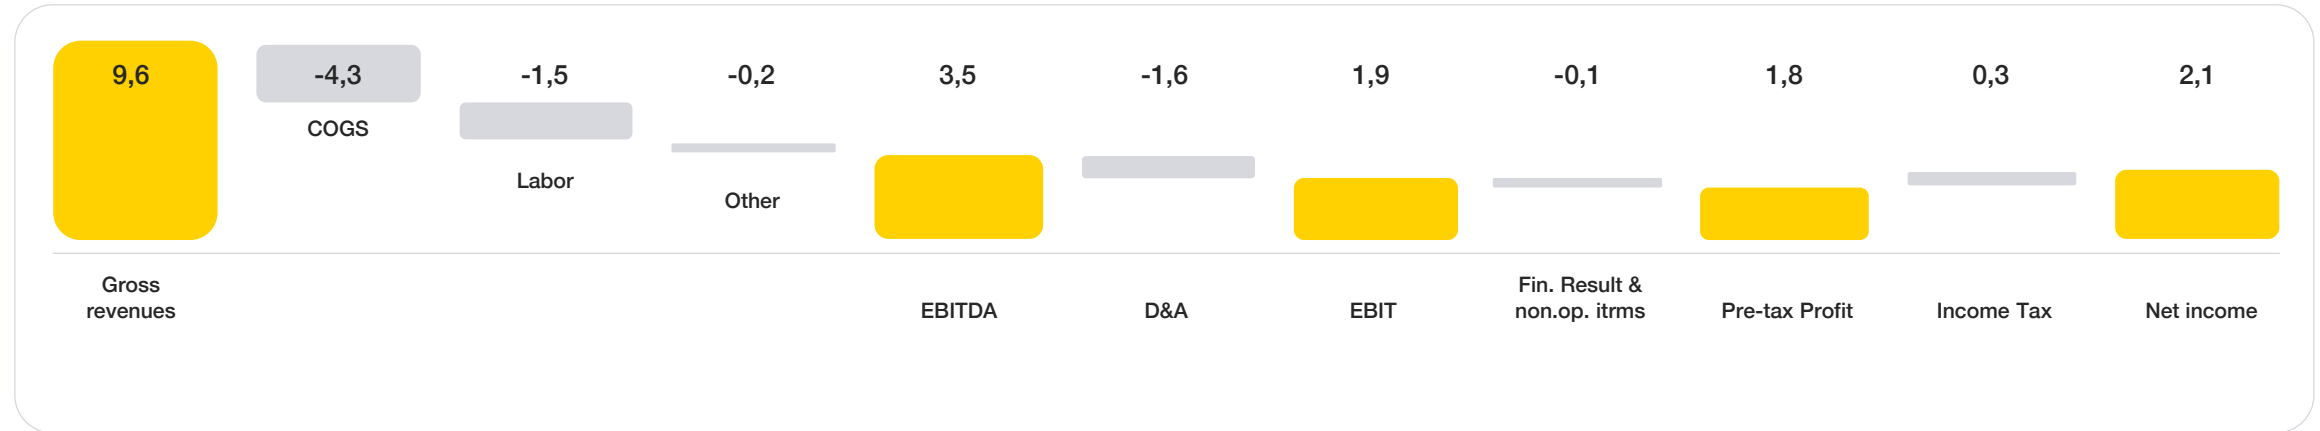 9,6
-4,3
-1,5
-0,2
3,5
-1,6
1,9
-0,1
1,8
0,3
2,1
COGS
Labor
Other
Gross
revenues
EBITDA
D&A
EBIT
Fin. Result &
non.op. itrms
Pre-tax Profit
Income Tax
Net income